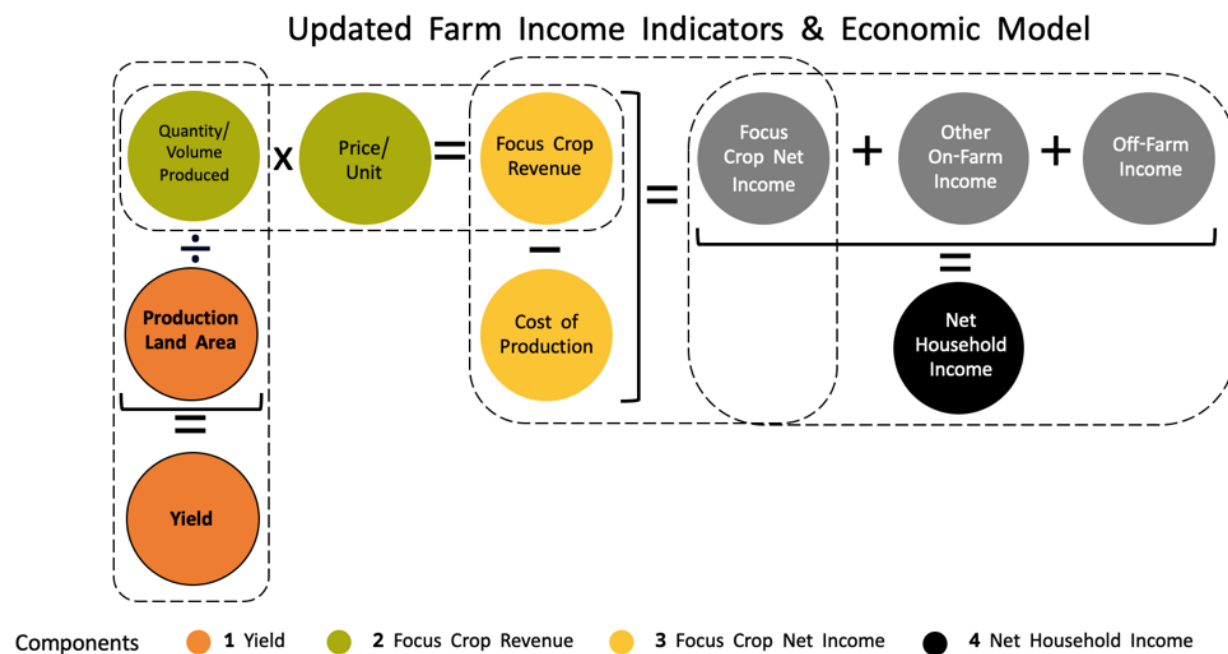 Updated Farm Income Indicators & Economic Model
Quantity/
Volume
Produced
x
Price/
Unit
=
Focus Crop
Revenue
=
Focus
Crop Net
Income
+
Other
On-Farm
Income
+
Off-Farm
Income
÷
–
=
Production
Land Area
Cost of
Production
Net
Household
Income
=
Yield
Components
1 Yield
2 Focus Crop Revenue
3 Focus Crop Net Income
4 Net Household Income